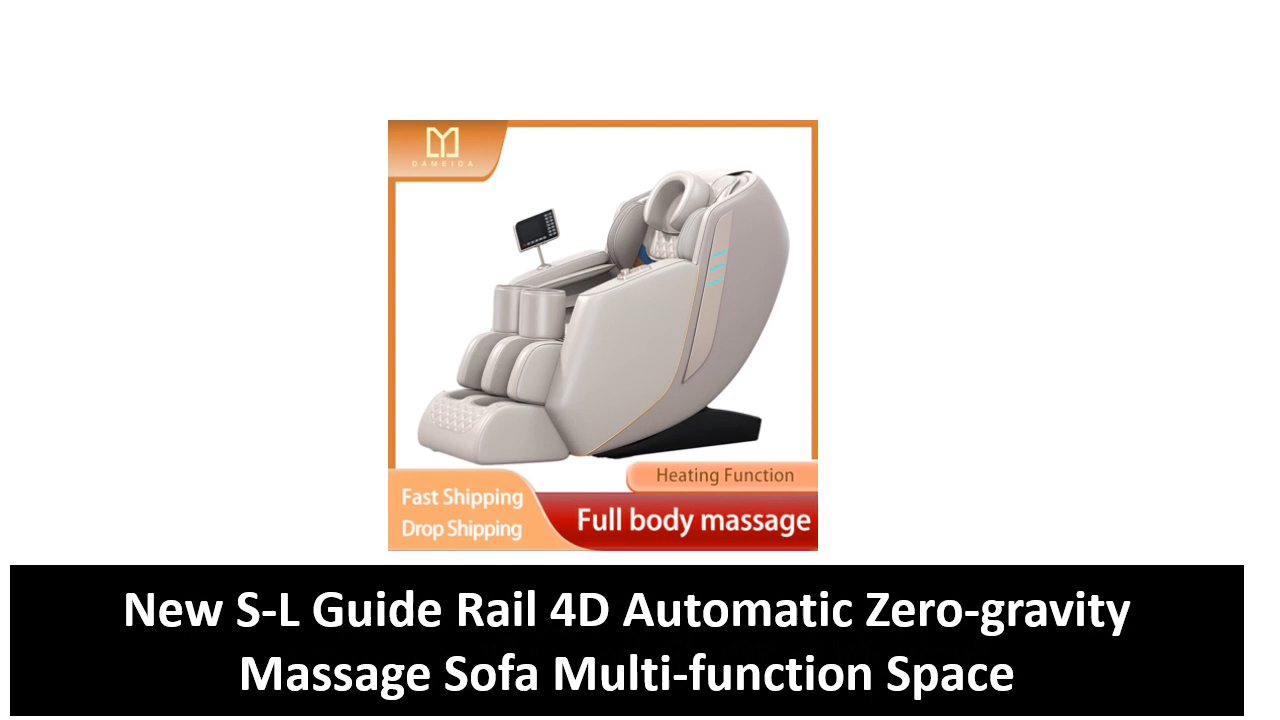 DAMEIDA
Heating Function
Fast Shipping
Drop Shipping
Full body massage
New S-L Guide Rail 4D Automatic Zero-gravity
Massage Sofa Multi-function Space